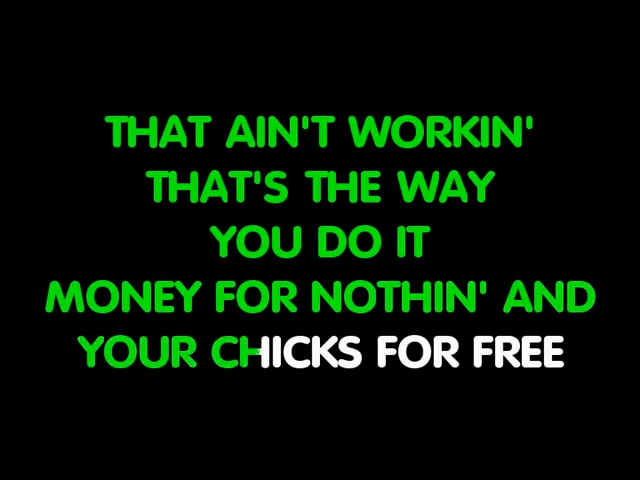 THAT AIN'T WORKIN'
THAT'S THE WAY
YOU DO IT
MONEY FOR NOTHIN' AND
YOUR CHICKS FOR FREE